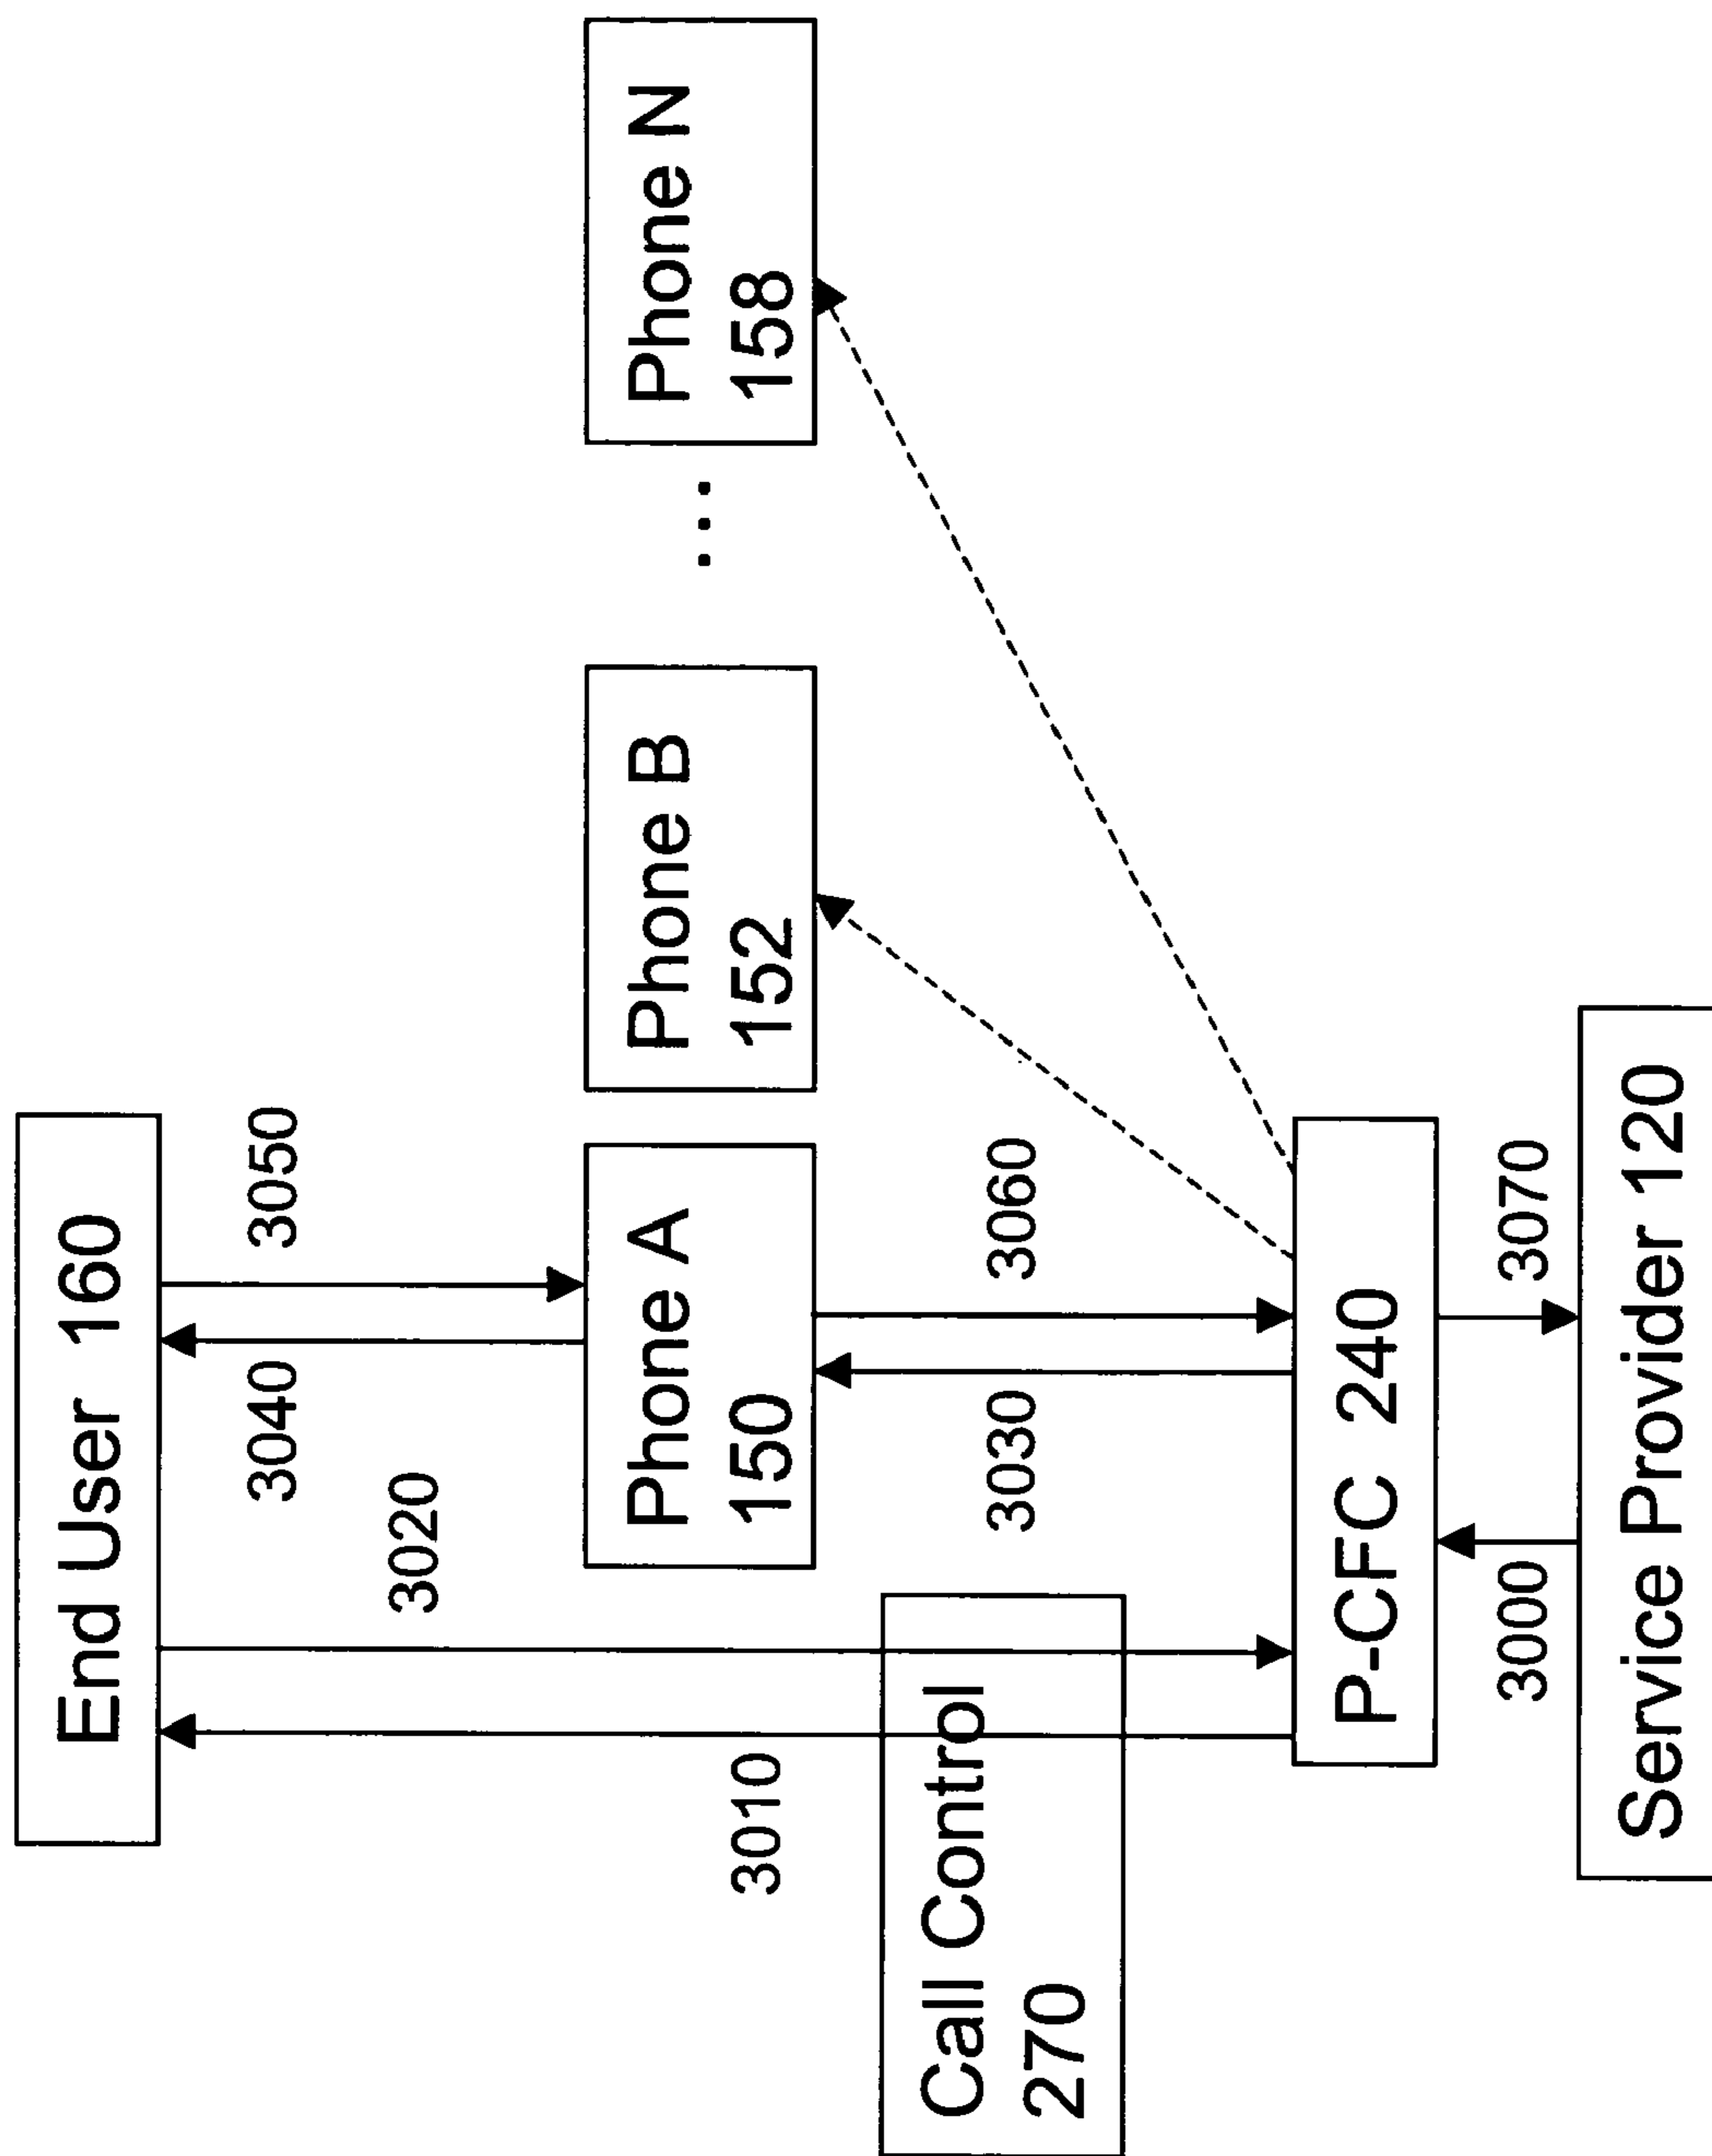 End User 160
3010
3020
3040
3050
Call Control
270
Phone A
150
Phone B
152
...
Phone N
158
3030
3060
P-CFC 240
3000
3070
Service Provider 120